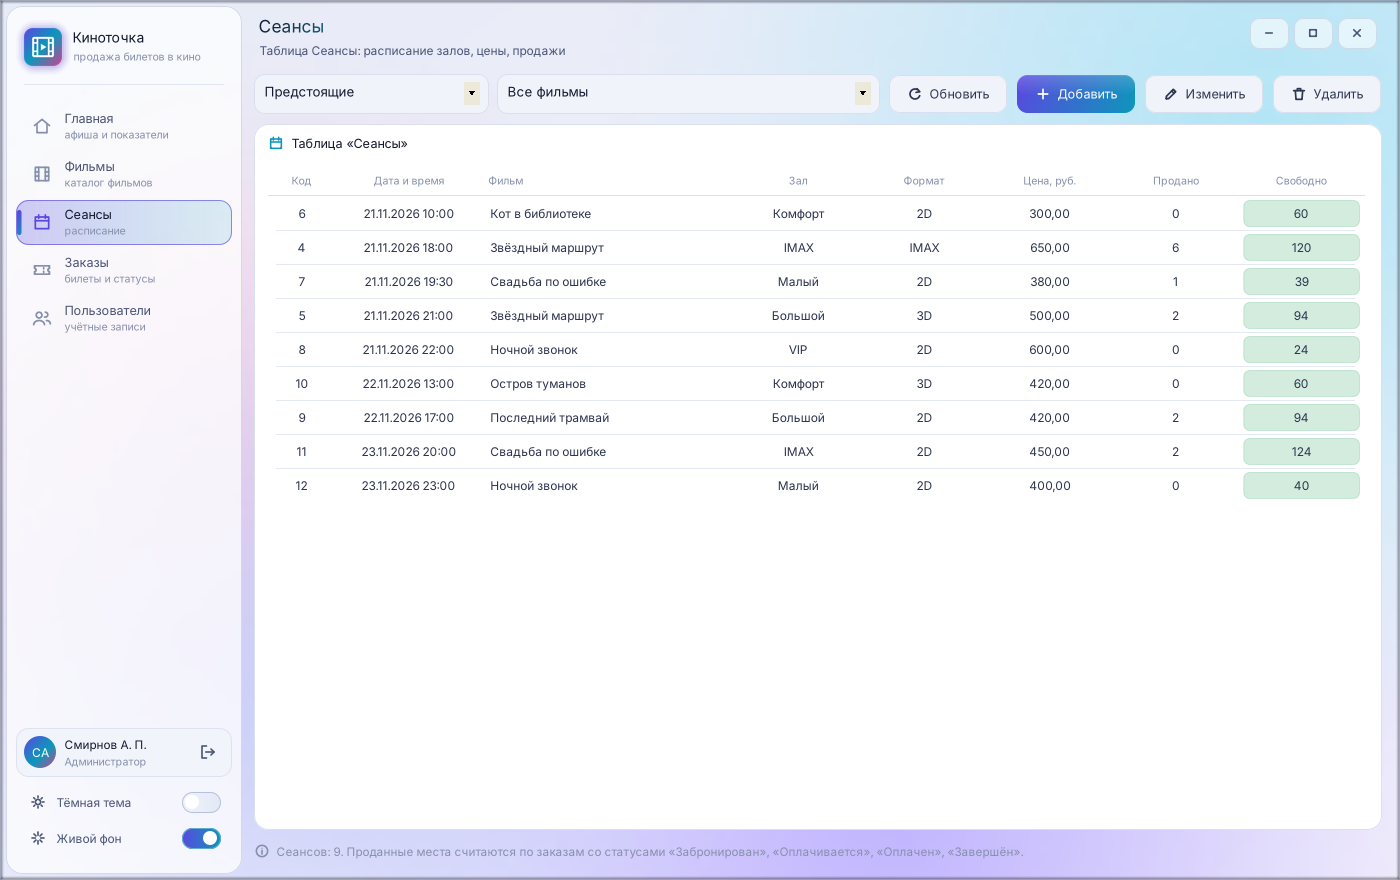 Киноточка
продажа билетов в кино
Главная
афиша и показатели
Фильмы
каталог фильмов
Сеансы
расписание
Заказы
билеты и статусы
Пользователи
учётные записи
СА
Смирнов А. П.
Администратор
Тёмная тема
Живой фон
Сеансы
Таблица Сеансы: расписание залов, цены, продажи
Предстоящие Все фильмы Обновить Добавить Изменить Удалить
Таблица «Сеансы»
Код Дата и время Фильм Зал Формат Цена, руб. Продано Свободно
6 21.11.2026 10:00 Кот в библиотеке Комфорт 2D 300,00 0 60
4 21.11.2026 18:00 Звёздный маршрут IMAX IMAX 650,00 6 120
7 21.11.2026 19:30 Свадьба по ошибке Малый 2D 380,00 1 39
5 21.11.2026 21:00 Звёздный маршрут Большой 3D 500,00 2 94
8 21.11.2026 22:00 Ночной звонок VIP 2D 600,00 0 24
10 22.11.2026 13:00 Остров туманов Комфорт 3D 420,00 0 60
9 22.11.2026 17:00 Последний трамвай Большой 2D 420,00 2 94
11 23.11.2026 20:00 Свадьба по ошибке IMAX 2D 450,00 2 124
12 23.11.2026 23:00 Ночной звонок Малый 2D 400,00 0 40
Сеансов: 9. Проданные места считаются по заказам со статусами «Забронирован», «Оплачивается», «Оплачен», «Завершён».